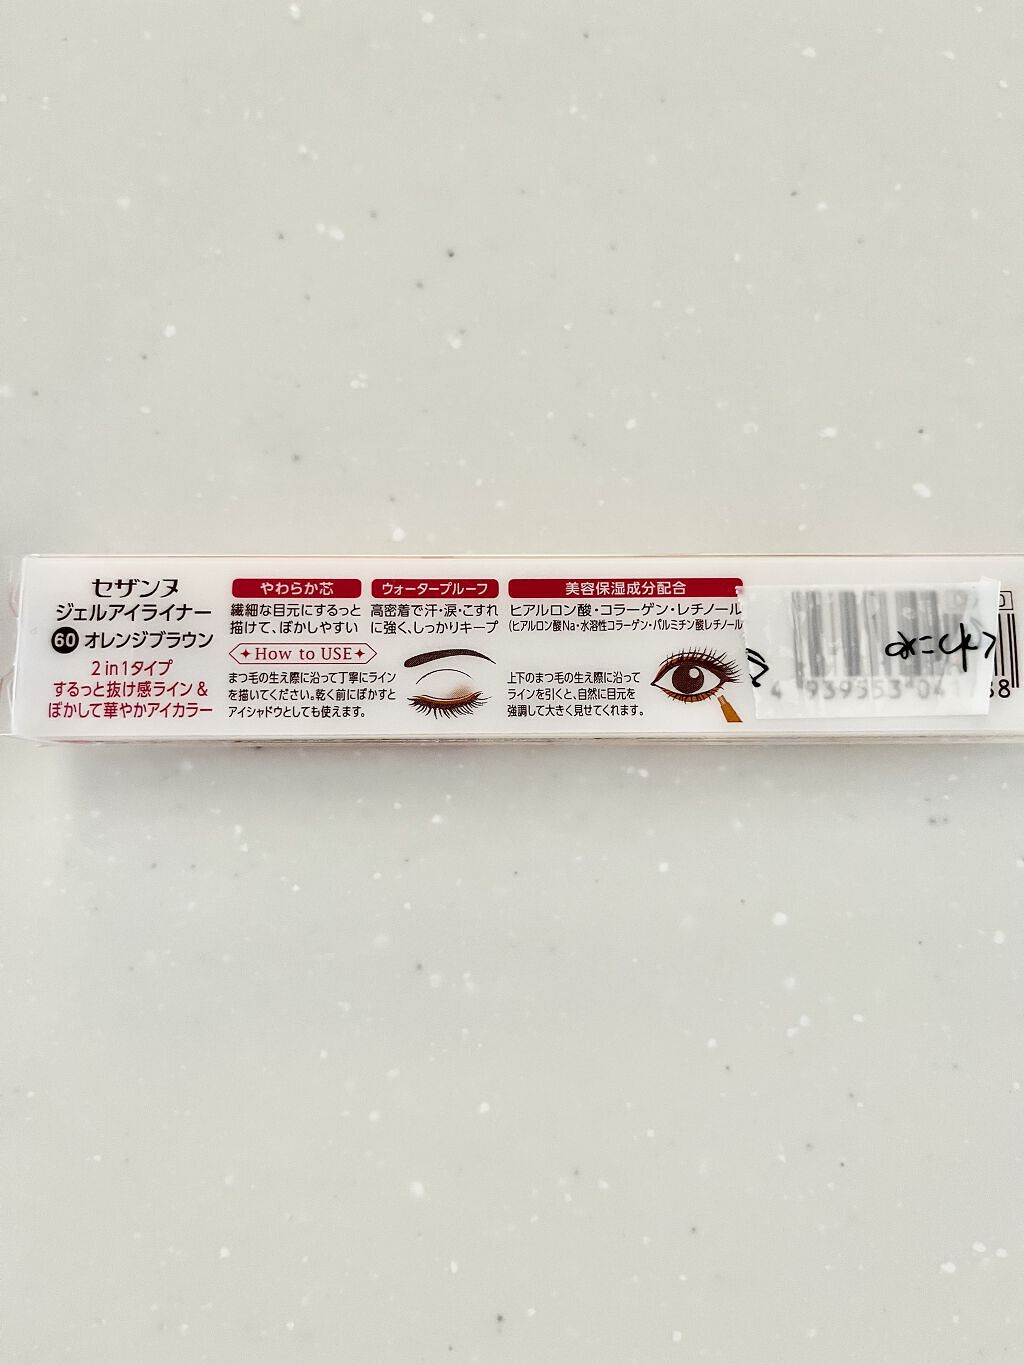 セザンヌ
ジェルアイライナー
60 オレンジブラウン
2 in 1タイプ
するっと抜け感ライン &
ぼかして華やかアイカラー
やわらか芯
繊細な目元にするっと
描けて、ぼかしやすい
ウォータープルーフ
高密着で汗・涙・こすれ
に強く、しっかりキープ
美容保湿成分配合
ヒアルロン酸・コラーゲン・レチノール
(ヒアルロン酸Na・水溶性コラーゲン・パルミチン酸レチノール
How to USE
まつ毛の生え際に沿って丁寧にライン
を描いてください。乾く前にぼかすと
アイシャドウとしても使えます。
上下のまつ毛の生え際に沿って
ラインを引くと、自然に目元を
強調して大きく見せてくれます。
4 939553 04